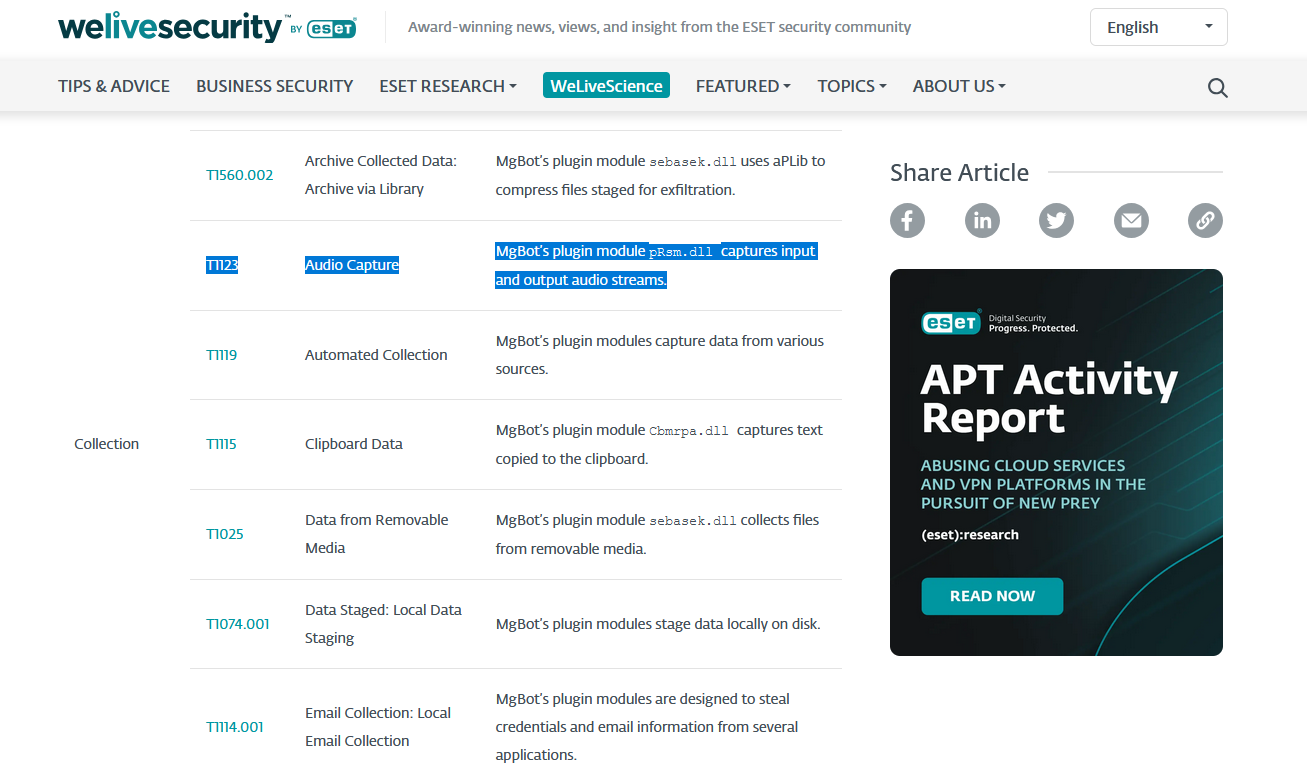 welivesecurity™ BY eset®
Award-winning news, views, and insight from the ESET security community
English
TIPS & ADVICE
BUSINESS SECURITY
ESET RESEARCH
WeLiveScience
FEATURED
TOPICS
ABOUT US
Collection
T1560.002
Archive Collected Data:
Archive via Library
MgBot's plugin module sebasek.dll uses aPLib to
compress files staged for exfiltration.
T1123
Audio Capture
MgBot's plugin module pRsm.dll captures input
and output audio streams.
T1119
Automated Collection
MgBot's plugin modules capture data from various
sources.
T1115
Clipboard Data
MgBot's plugin module Cbmrpa.dll captures text
copied to the clipboard.
T1025
Data from Removable
Media
MgBot's plugin module sebasek.dll collects files
from removable media.
T1074.001
Data Staged: Local Data
Staging
MgBot's plugin modules stage data locally on disk.
T1114.001
Email Collection: Local
Email Collection
MgBot's plugin modules are designed to steal
credentials and email information from several
applications.
Share Article
eset®
Digital Security
Progress. Protected.
APT Activity
Report
ABUSING CLOUD SERVICES
AND VPN PLATFORMS IN THE
PURSUIT OF NEW PREY
(eset):research
READ NOW